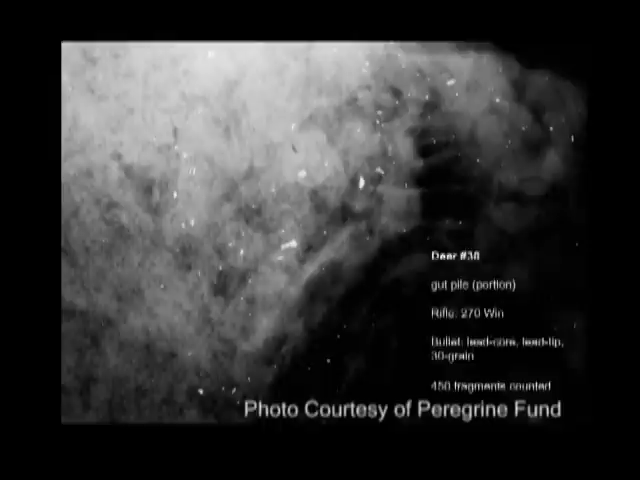 Deer #38
gut pile (portion)
Rifle: 270 Win
Bullet: lead-core, lead-tip,
450 fragments counted
Photo Courtesy of Peregrine Fund